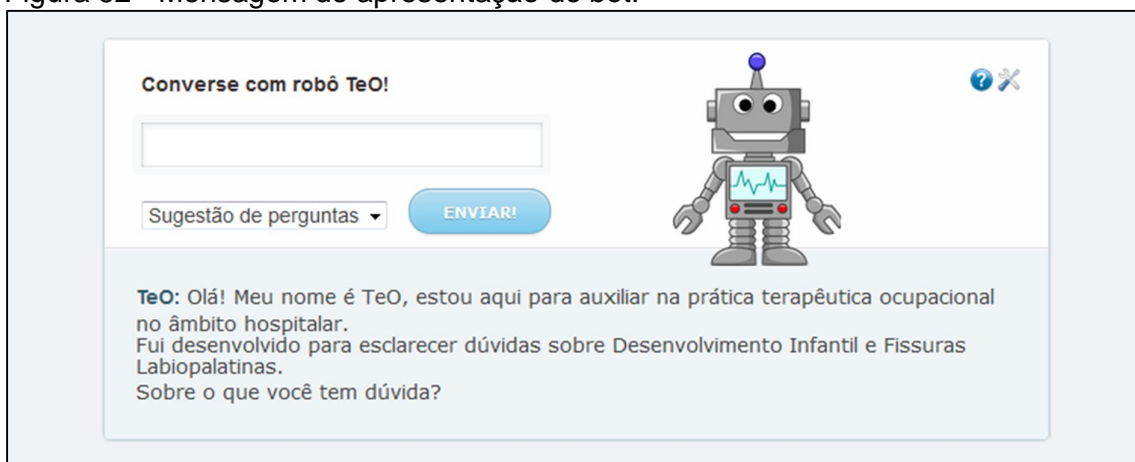 Figura - Mensagem de apresentação do bot.
Converse com robô TeO!
Sugestão de perguntas
ENVIAR!
TeO: Olá! Meu nome é TeO, estou aqui para auxiliar na prática terapêutica ocupacional
no âmbito hospitalar.
Fui desenvolvido para esclarecer dúvidas sobre Desenvolvimento Infantil e Fissuras
Labiopalatinas.
Sobre o que você tem dúvida?